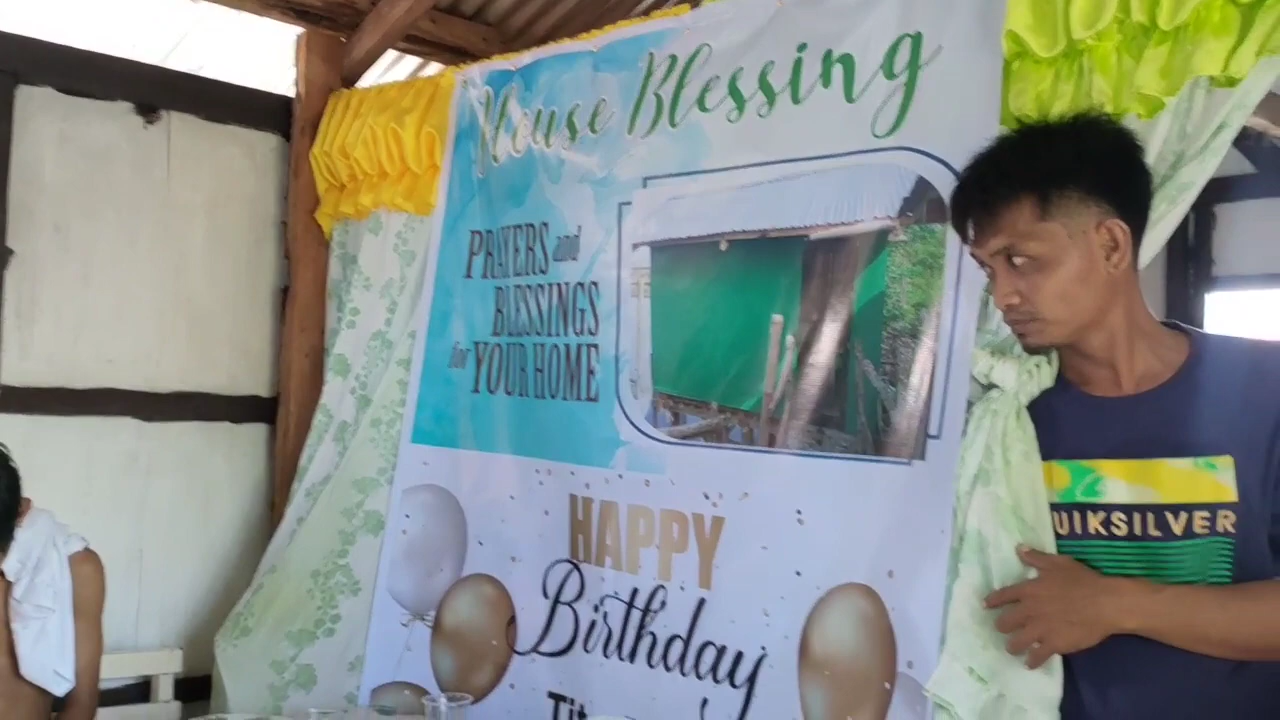 House Blessing
PRAYERS and
BLESSINGS
for YOUR HOME
HAPPY
Birthday
UIKSILVER